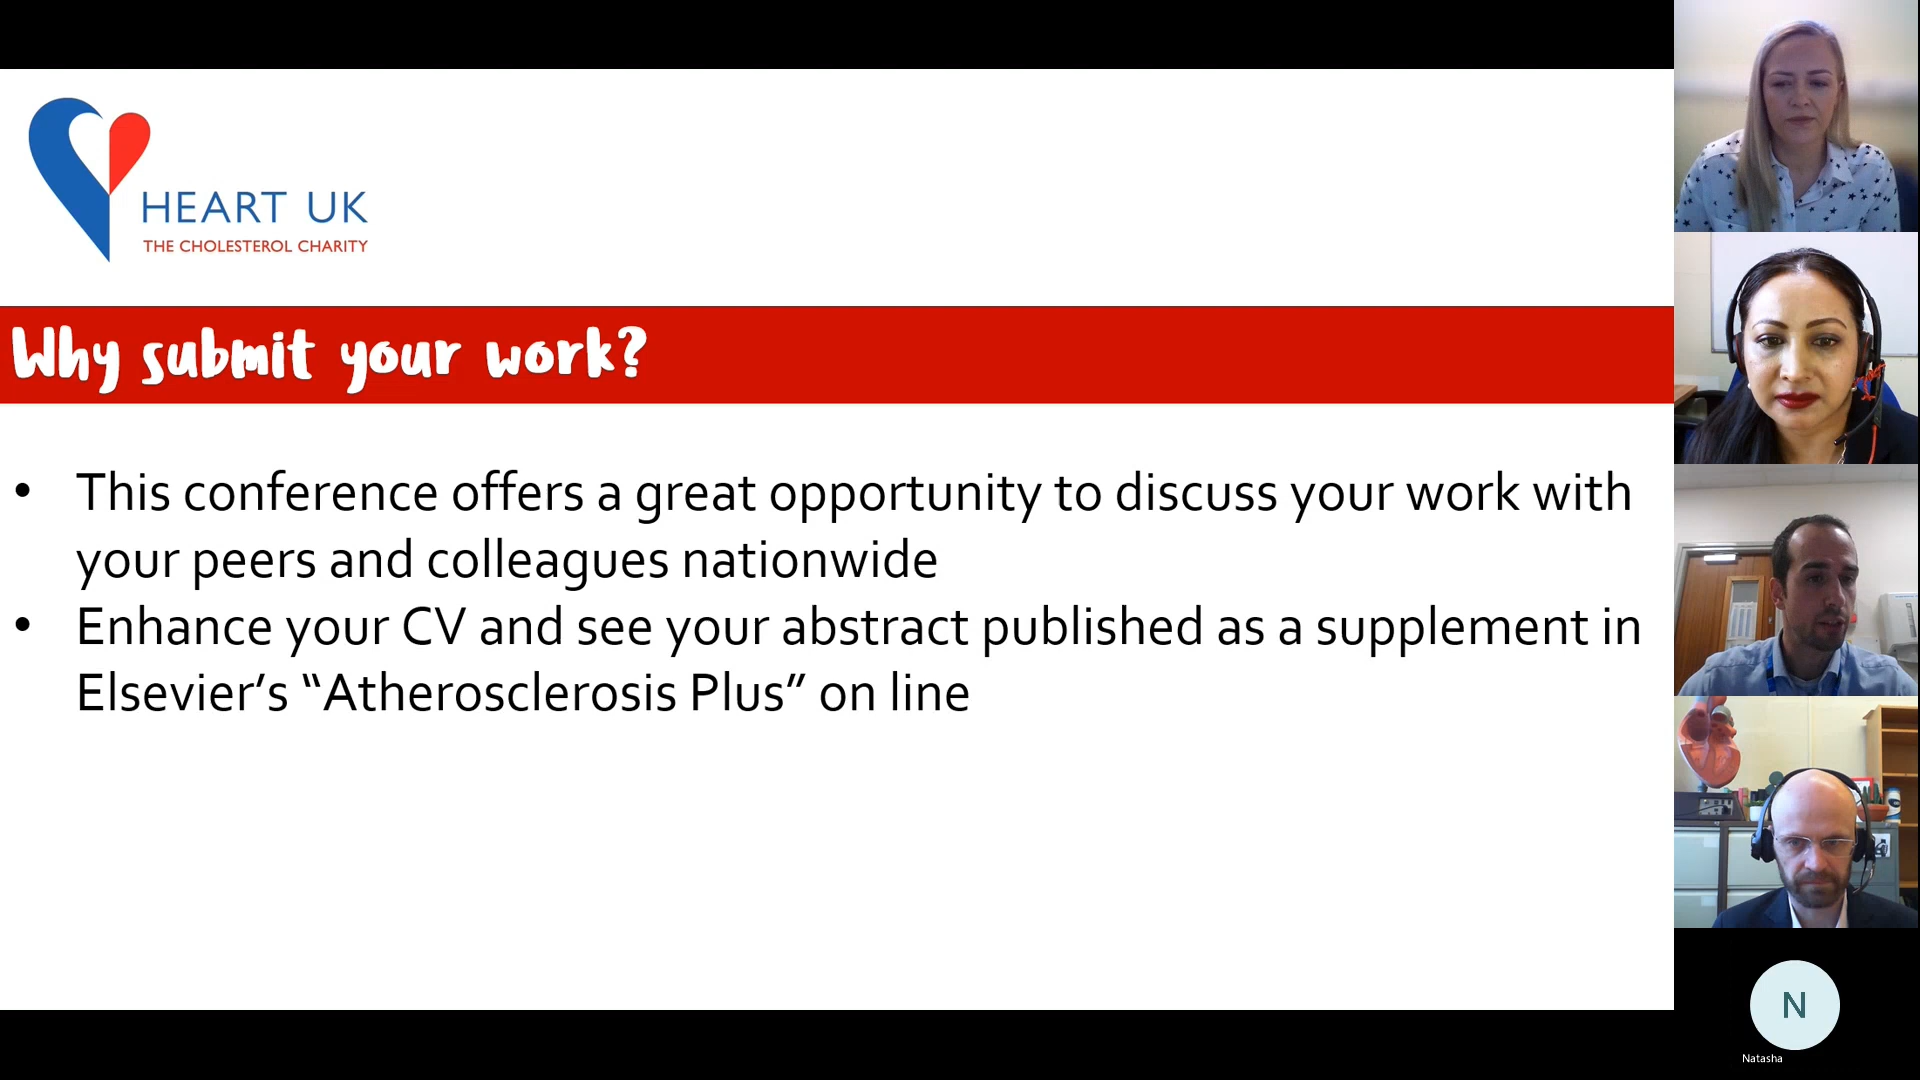 HEART UK
THE CHOLESTEROL CHARITY
Why submit your work?
• This conference offers a great opportunity to discuss your work with
your peers and colleagues nationwide
• Enhance your CV and see your abstract published as a supplement in
Elsevier’s “Atherosclerosis Plus” on line
N
Natasha